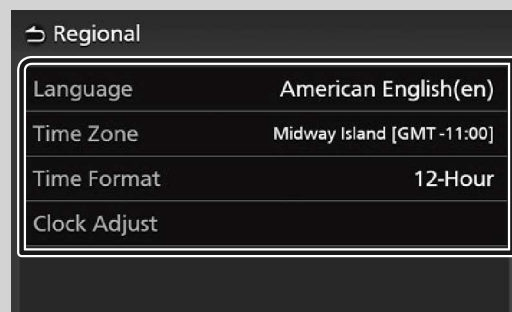 Regional
Language American English(en)
Time Zone Midway Island [GMT -11:00]
Time Format 12-Hour
Clock Adjust